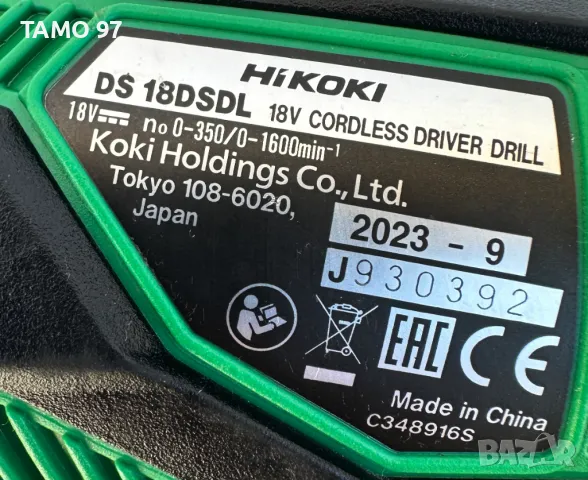 TAMO 97
HiKOKI
DS 18DSDL 18V CORDLESS DRIVER DRILL
18V⎓ no 0-350/0-1600min-1
Koki Holdings Co., Ltd.
Tokyo 108-6020,
Japan
2023 - 9
J930392
EAC CE
Made in China
C348916S
BAZAR